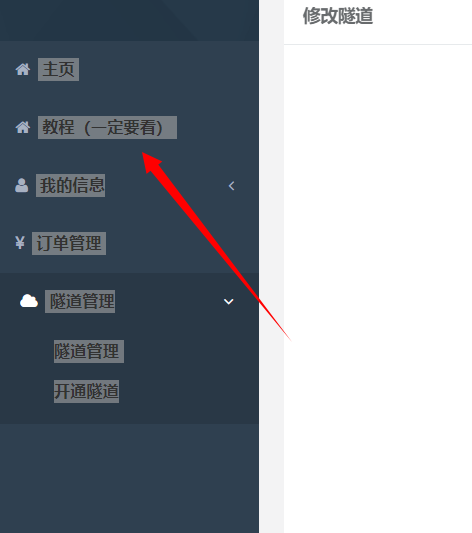 修改隧道
主页
教程（一定要看）
我的信息
¥ 订单管理
隧道管理
隧道管理
开通隧道